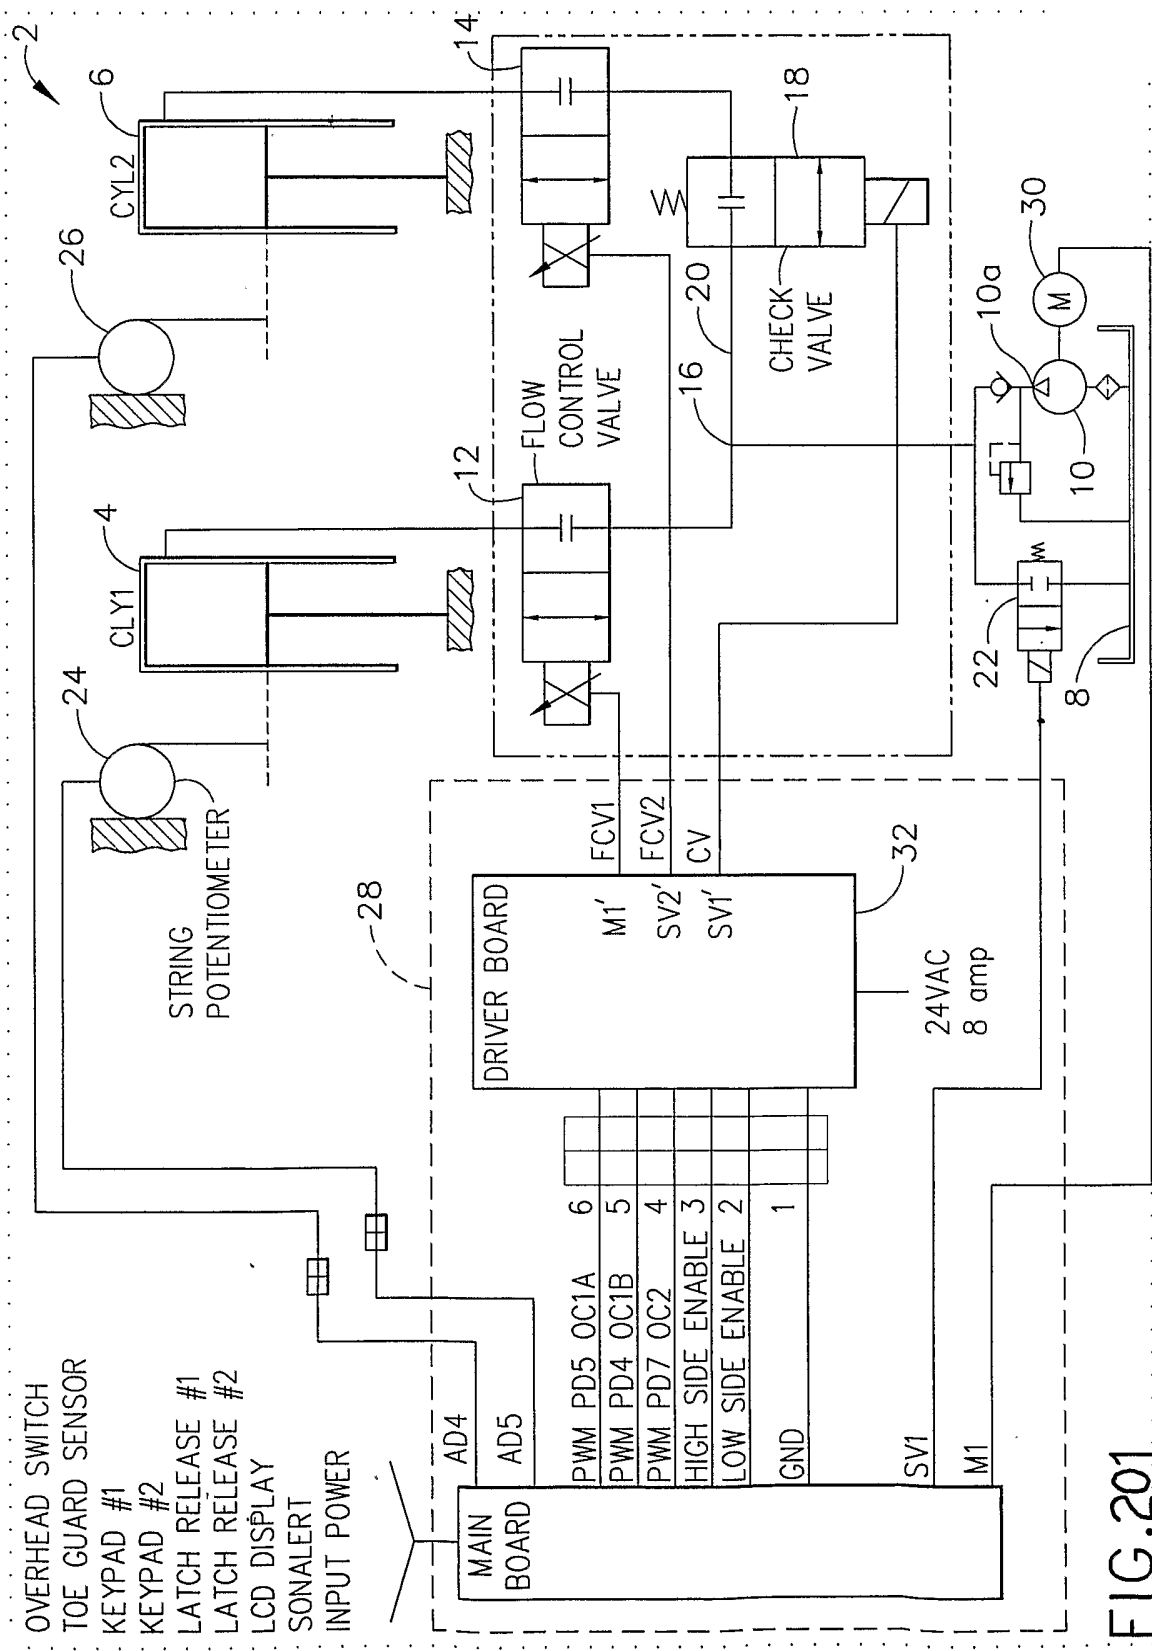 OVERHEAD SWITCH
TOE GUARD SENSOR
KEYPAD #1
KEYPAD #2
LATCH RELEASE #1
LATCH RELEASE #2
LCD DISPLAY
SONALERT
INPUT POWER
2
6
CYL2
26
4
CLY1
24
STRING
POTENTIOMETER
14
18
12
FLOW
CONTROL
VALVE
16
20
CHECK
VALVE
10a
30
M
10
22
8
28
DRIVER BOARD
M1'
SV2'
SV1'
FCV1
FCV2
CV
32
24VAC
8 amp
AD4
AD5
PWM PD5 OC1A 6
PWM PD4 OC1B 5
PWM PD7 OC2 4
HIGH SIDE ENABLE 3
LOW SIDE ENABLE 2
GND 1
SV1
M1
MAIN
BOARD
FIG.201